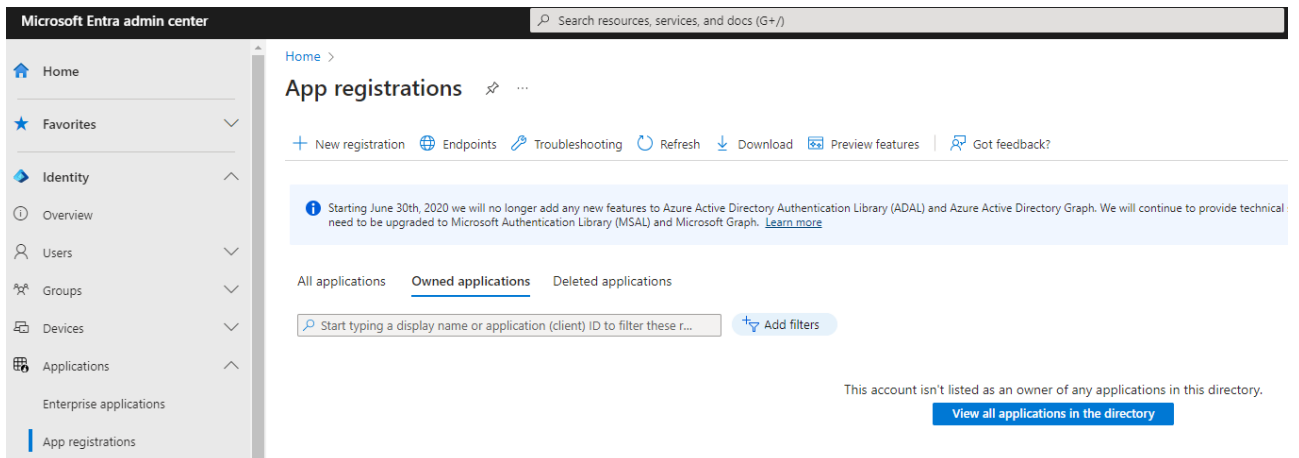 Microsoft Entra admin center
Search resources, services, and docs (G+/)
Home
Favorites
Identity
Overview
Users
Groups
Devices
Applications
Enterprise applications
App registrations
Home >
App registrations
New registration Endpoints Troubleshooting Refresh Download Preview features Got feedback?
Starting June 30th, 2020 we will no longer add any new features to Azure Active Directory Authentication Library (ADAL) and Azure Active Directory Graph. We will continue to provide technical
need to be upgraded to Microsoft Authentication Library (MSAL) and Microsoft Graph. Learn more
All applications Owned applications Deleted applications
Start typing a display name or application (client) ID to filter these r... Add filters
This account isn't listed as an owner of any applications in this directory.
View all applications in the directory